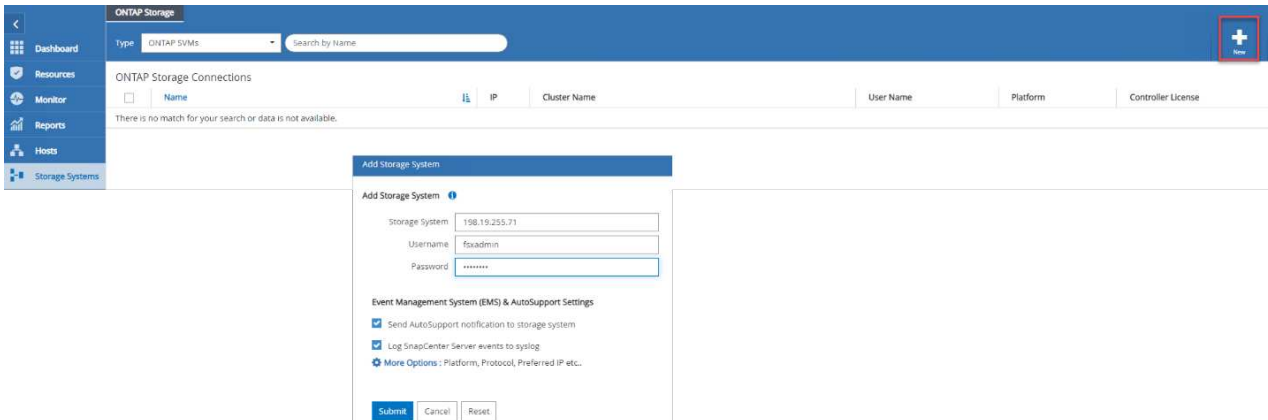 ONTAP Storage
Type ONTAP SVMs Search by Name
New
Dashboard
Resources
Monitor
Reports
Hosts
Storage Systems
ONTAP Storage Connections
Name IP Cluster Name User Name Platform Controller License
There is no match for your search or data is not available.
Add Storage System
Add Storage System
Storage System 198.19.255.71
Username fsxadmin
Password ••••••••
Event Management System (EMS) & AutoSupport Settings
Send AutoSupport notification to storage system
Log SnapCenter Server events to syslog
More Options : Platform, Protocol, Preferred IP etc..
Submit Cancel Reset